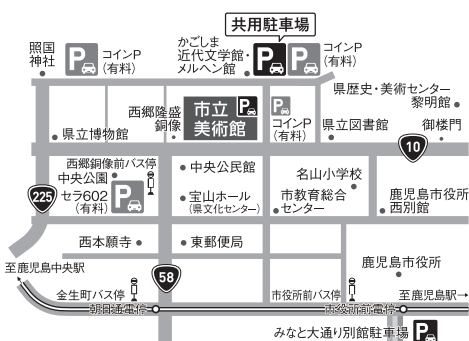 共用駐車場
照国
神社
P
コインP
(有料)
かごしま
近代文学館・
メルヘン館
P
P
コインP
(有料)
県歴史・美術センター
黎明館
西郷隆盛
銅像
市立
美術館
P
P
コインP
(有料)
県立博物館
県立図書館
御楼門
10
西郷銅像前バス停
中央公園
セラ602
(有料)
P
中央公民館
宝山ホール
(県文化センター)
名山小学校
市教育総合
センター
鹿児島市役所
西別館
225
西本願寺
東郵便局
鹿児島市役所
至鹿児島中央駅
58
金生町バス停
朝日通電停
市役所前バス停
市役所前電停
至鹿児島駅→
みなと大通り別館駐車場
P